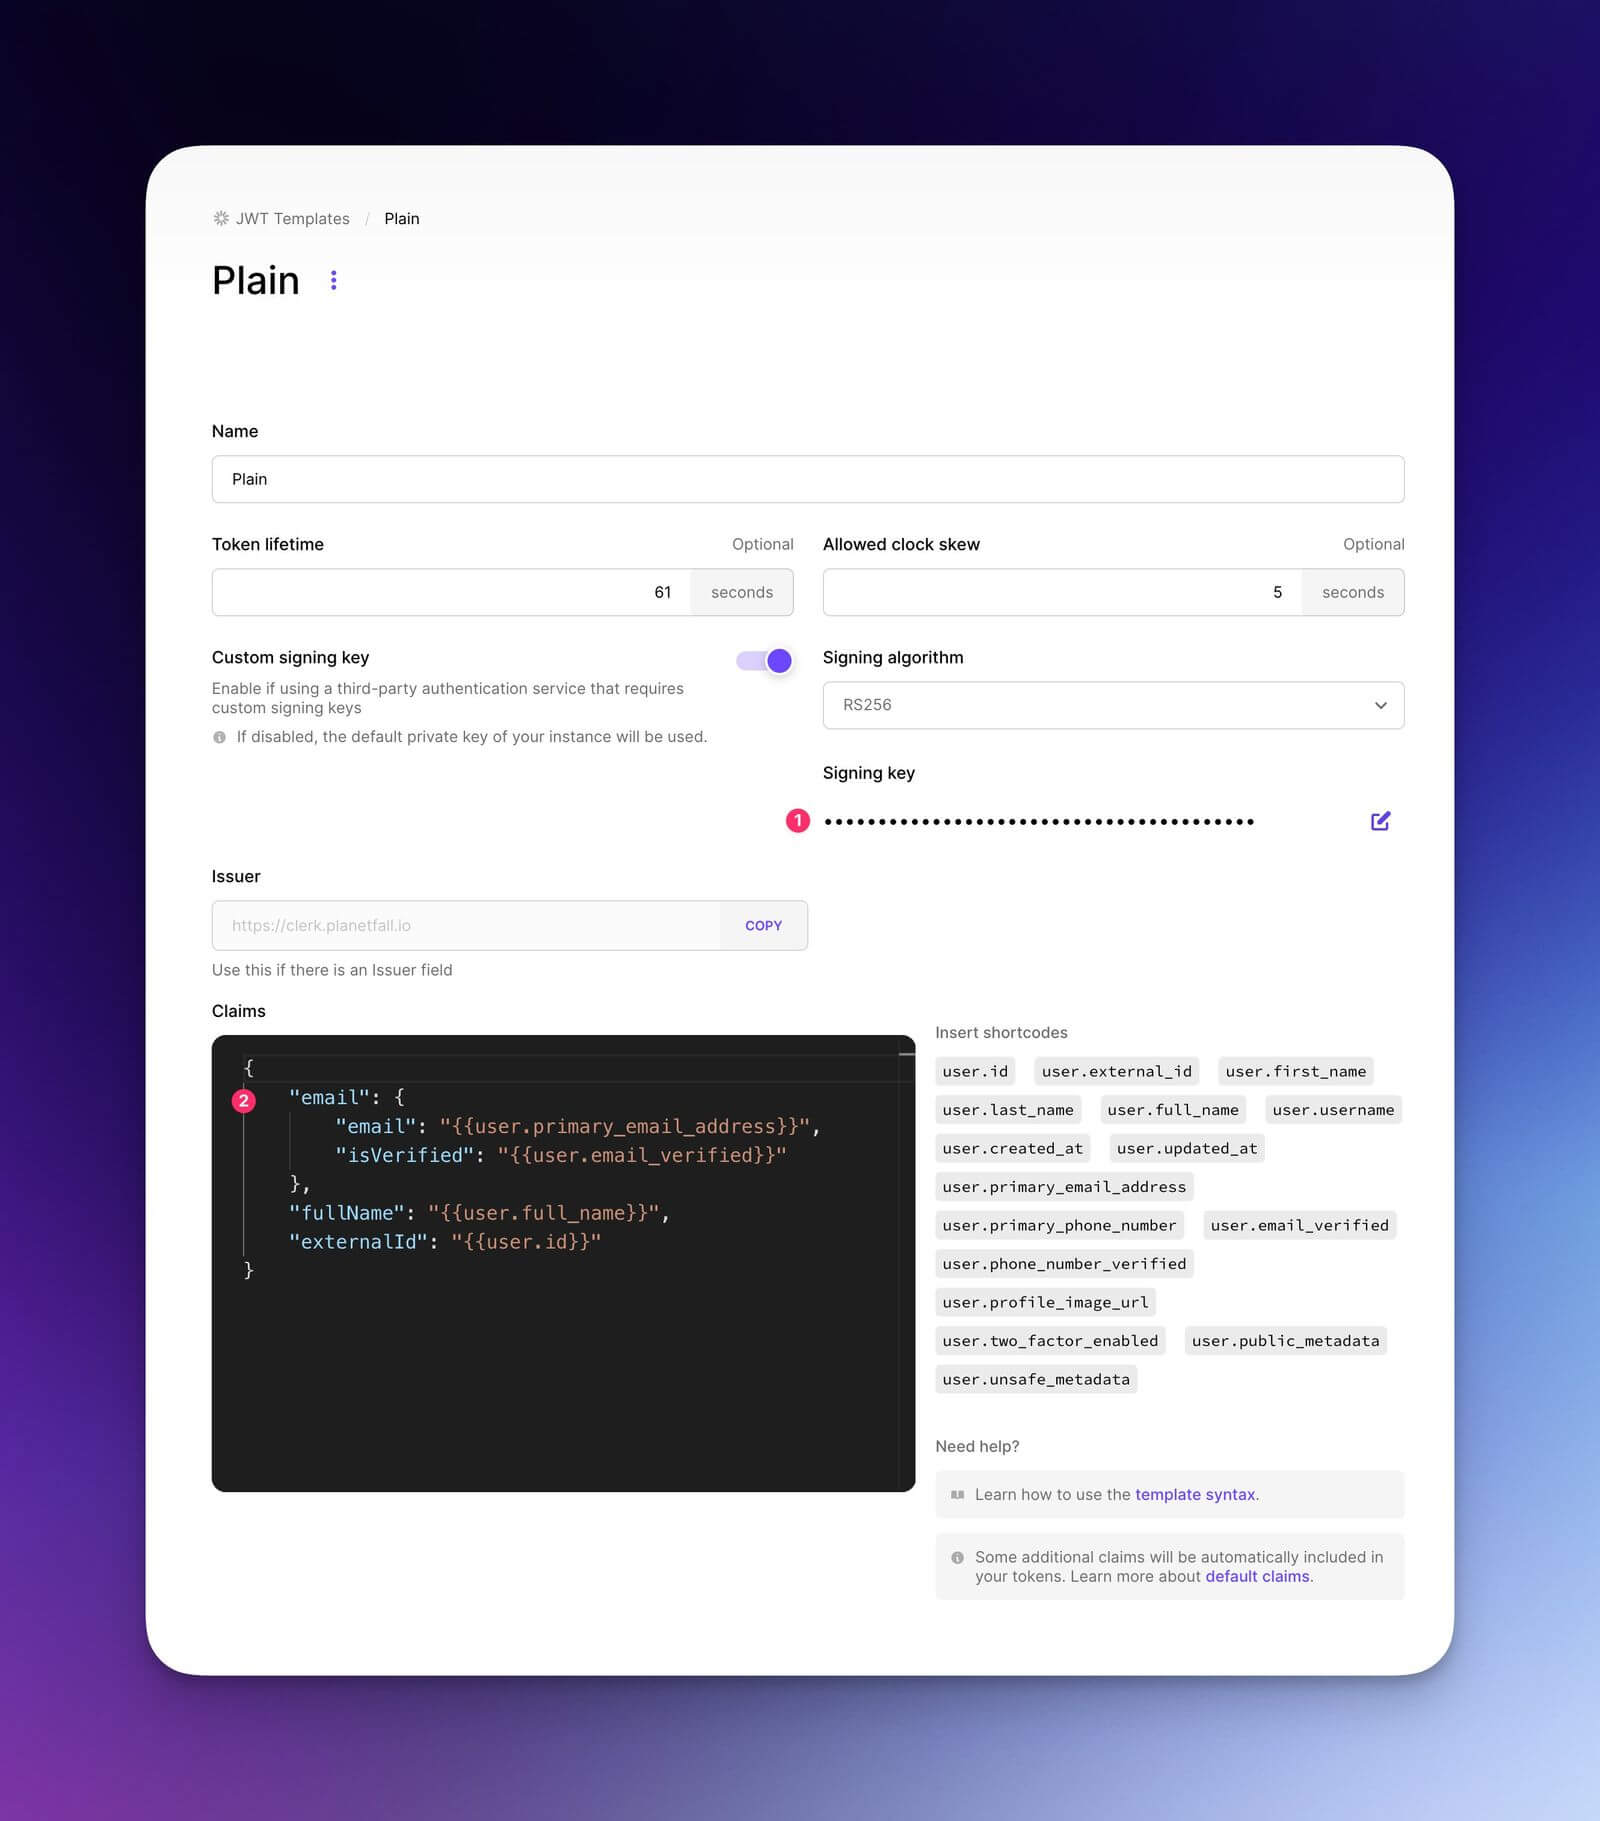 JWT Templates / Plain
Plain
Name
Plain
Token lifetime Optional
61 seconds
Allowed clock skew Optional
5 seconds
Custom signing key
Enable if using a third-party authentication service that requires
custom signing keys
If disabled, the default private key of your instance will be used.
Signing algorithm
RS256
Signing key
1 ••••••••••••••••••••••••••••••••••••••••
Issuer
https://clerk.planetfall.io COPY
Use this if there is an Issuer field
Claims
{
2 "email": {
"email": "{{user.primary_email_address}}",
"isVerified": "{{user.email_verified}}"
},
"fullName": "{{user.full_name}}",
"externalId": "{{user.id}}"
}
Insert shortcodes
user.id user.external_id user.first_name
user.last_name user.full_name user.username
user.created_at user.updated_at
user.primary_email_address
user.primary_phone_number user.email_verified
user.phone_number_verified
user.profile_image_url
user.two_factor_enabled user.public_metadata
user.unsafe_metadata
Need help?
Learn how to use the template syntax.
Some additional claims will be automatically included in
your tokens. Learn more about default claims.